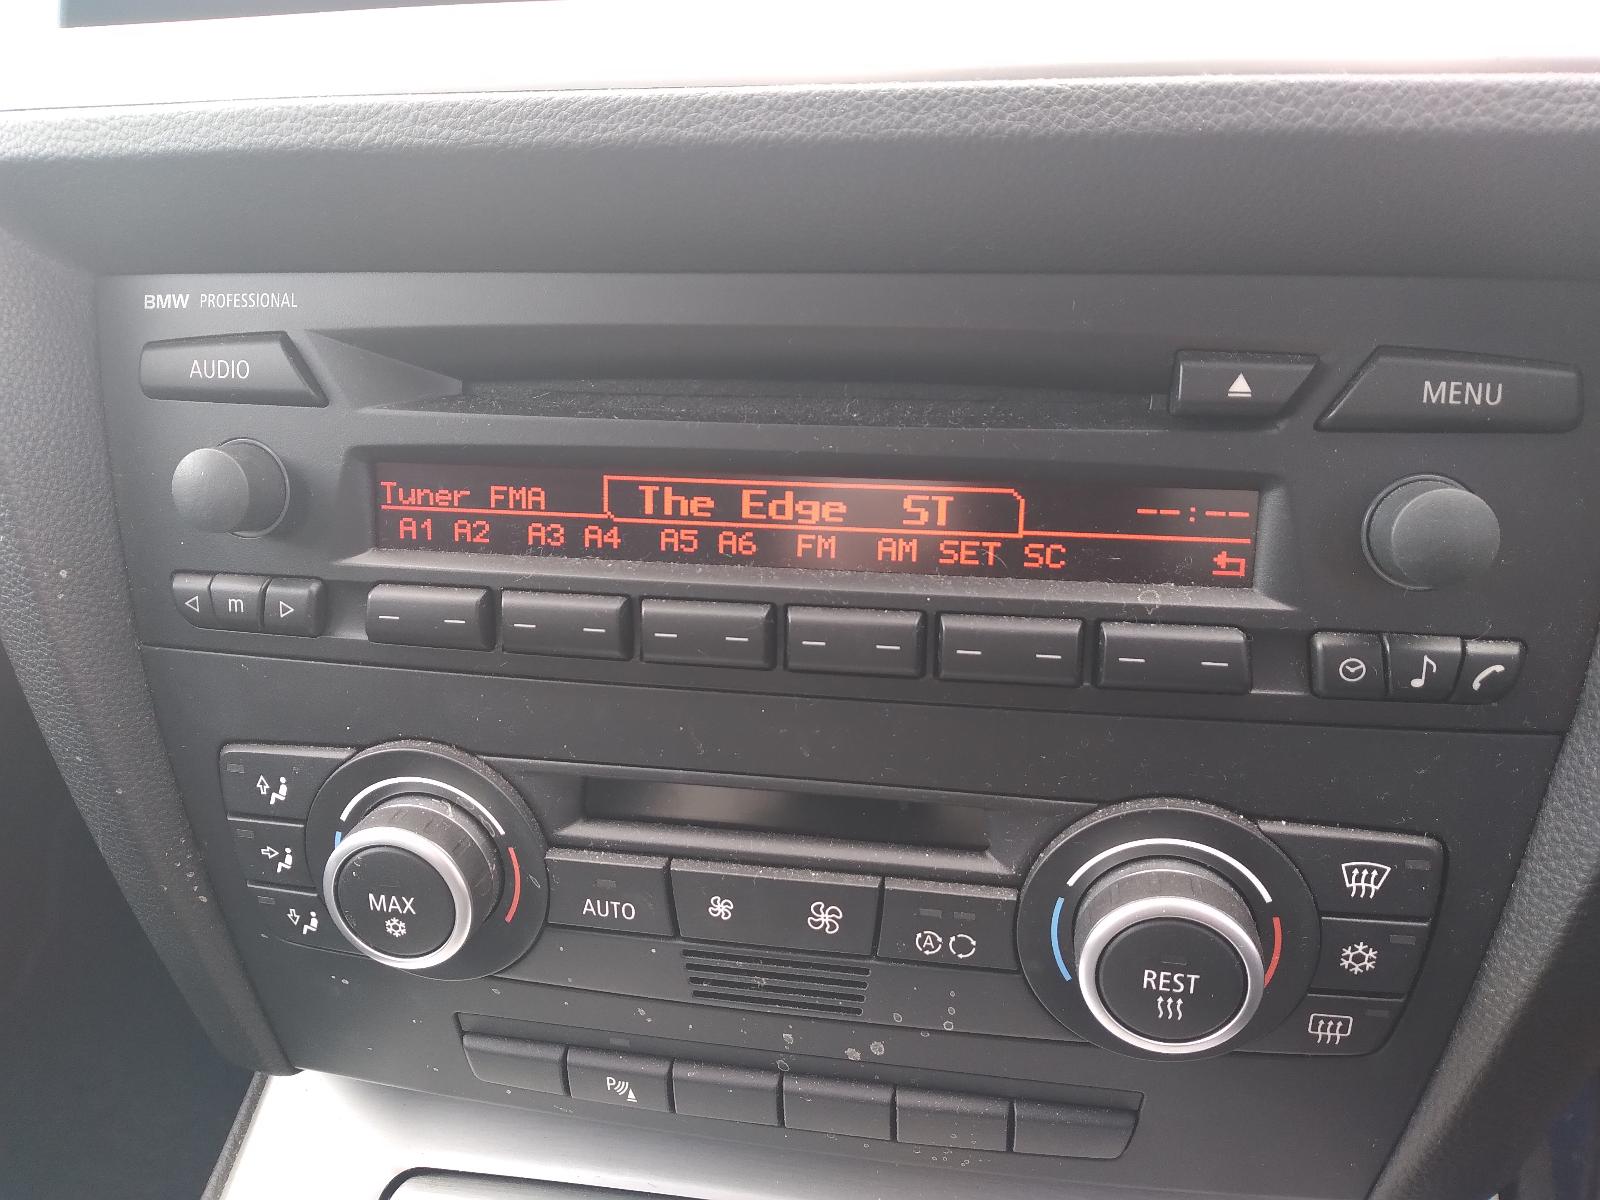 BMW PROFESSIONAL
AUDIO
MENU
Tuner FMA The Edge ST --:--
A1 A2 A3 A4 A5 A6 FM AM SET SC
m
MAX
AUTO
A
REST
P